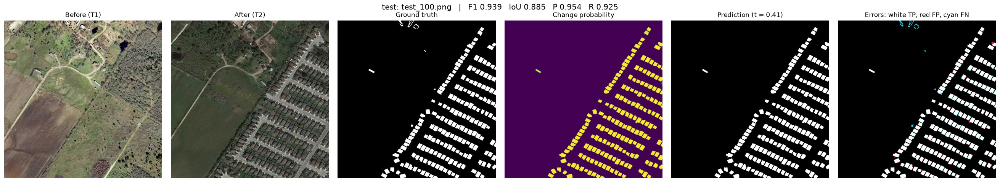 test: test_100.png | F1 0.939 IoU 0.885 P 0.954 R 0.925
Before (T1)
After (T2)
Ground truth
Change probability
Prediction (t = 0.41)
Errors: white TP, red FP, cyan FN